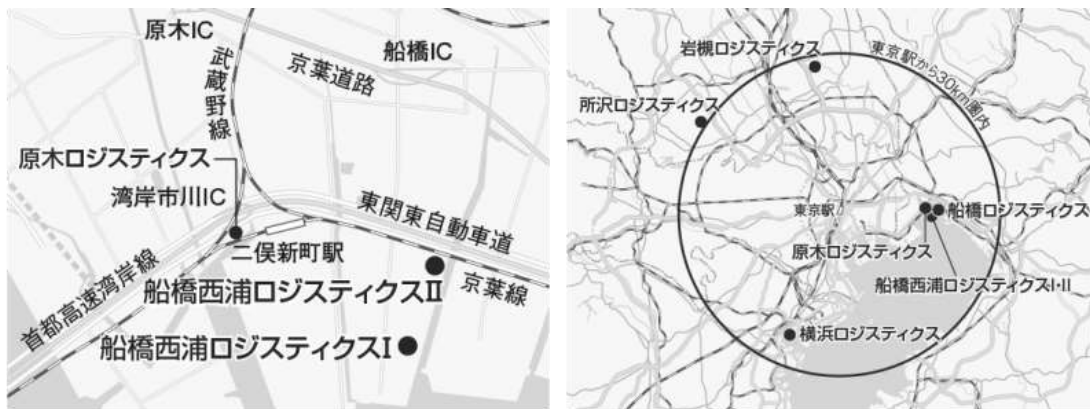 原木IC
船橋IC
武蔵野線
京葉道路
原木ロジスティクス
湾岸市川IC
東関東自動車道
二俣新町駅
京葉線
船橋西浦ロジスティクスII
首都高速湾岸線
船橋西浦ロジスティクスI
岩槻ロジスティクス
東京駅から30km圏内
所沢ロジスティクス
東京駅
船橋ロジスティクス
原木ロジスティクス
船橋西浦ロジスティクスI・II
横浜ロジスティクス